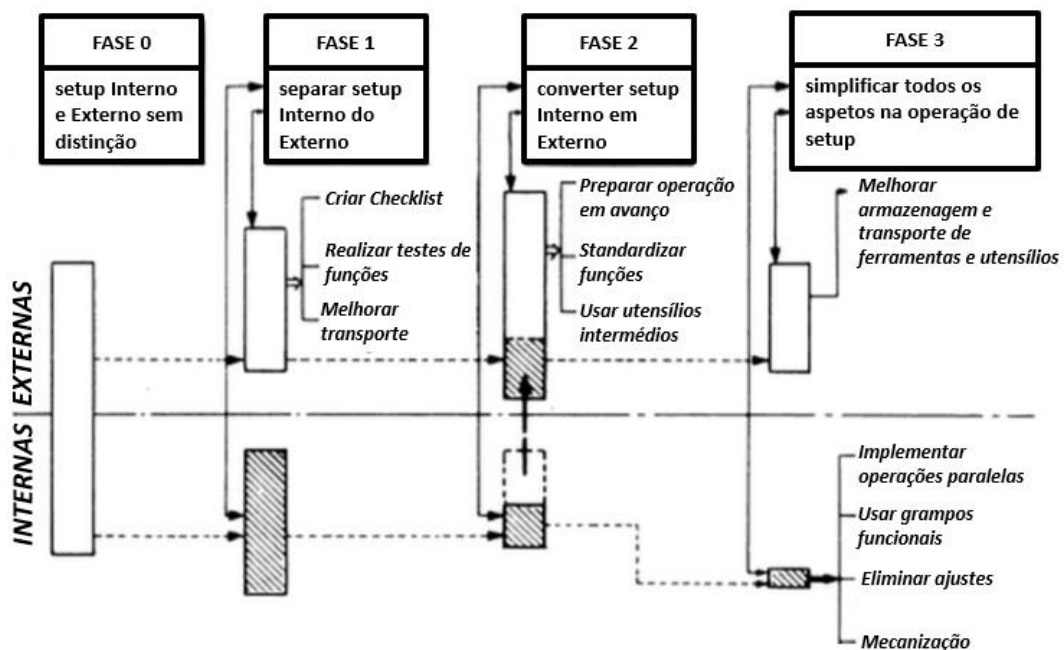 FASE 0
setup Interno
e Externo sem
distinção
FASE 1
separar setup
Interno do
Externo
FASE 2
converter setup
Interno em
Externo
FASE 3
simplificar todos os
aspetos na operação de
setup
Criar Checklist
Realizar testes de
funções
Melhorar
transporte
Preparar operação
em avanço
Standardizar
funções
Usar utensílios
intermédios
Melhorar
armazenagem e
transporte de
ferramentas e utensílios
EXTERNAS
INTERNAS
Implementar
operações paralelas
Usar grampos
funcionais
Eliminar ajustes
Mecanização